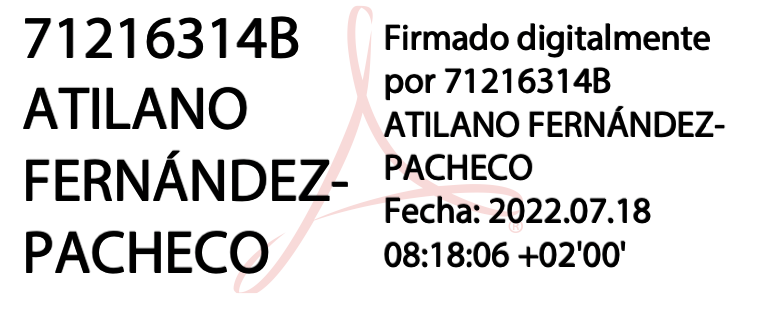 71216314B
ATILANO
FERNÁNDEZ-
PACHECO
Firmado digitalmente
por 71216314B
ATILANO FERNÁNDEZ-
PACHECO
Fecha: 2022.07.18
08:18:06 +02'00'
®